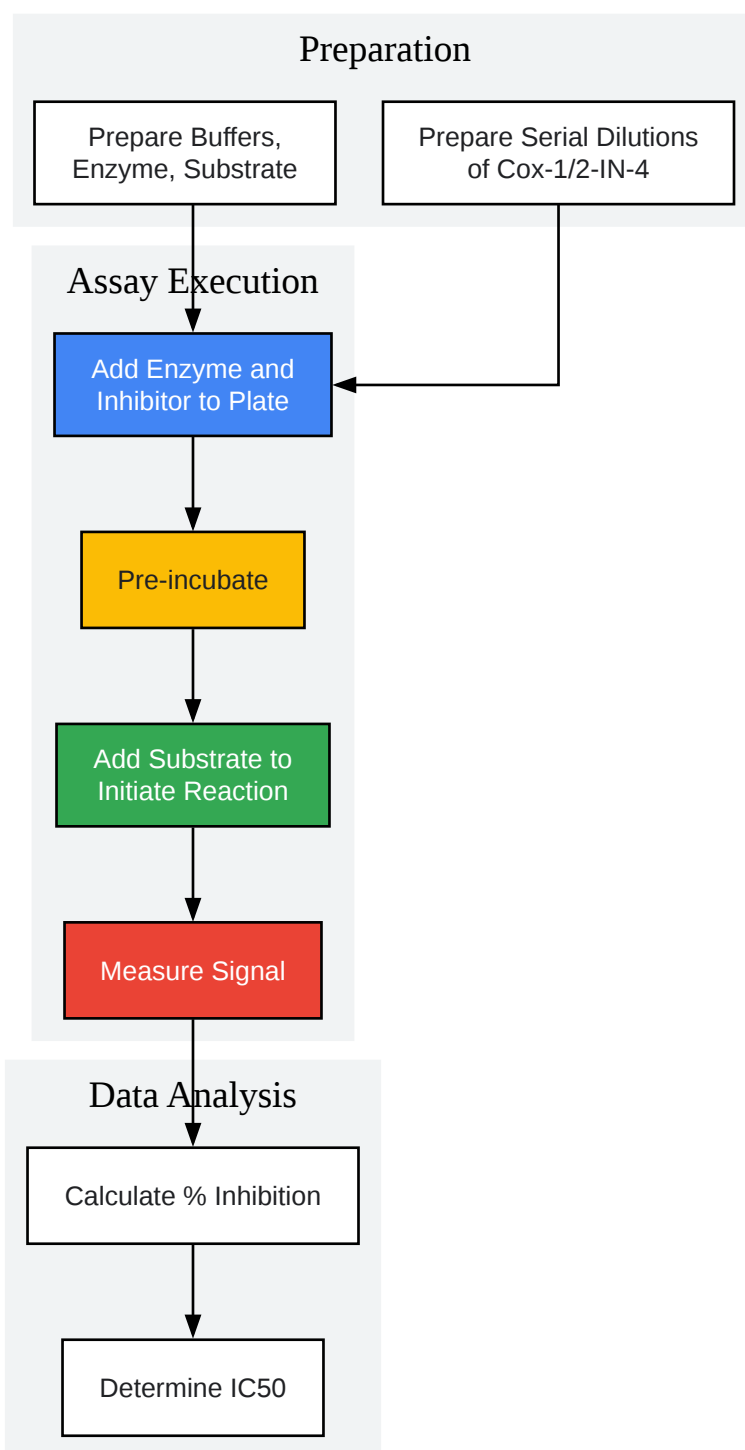 Preparation
Prepare Buffers,
Enzyme, Substrate
Prepare Serial Dilutions
of Cox-1/2-IN-4
Assay Execution
Add Enzyme and
Inhibitor to Plate
Pre-incubate
Add Substrate to
Initiate Reaction
Measure Signal
Data Analysis
Calculate % Inhibition
Determine IC50